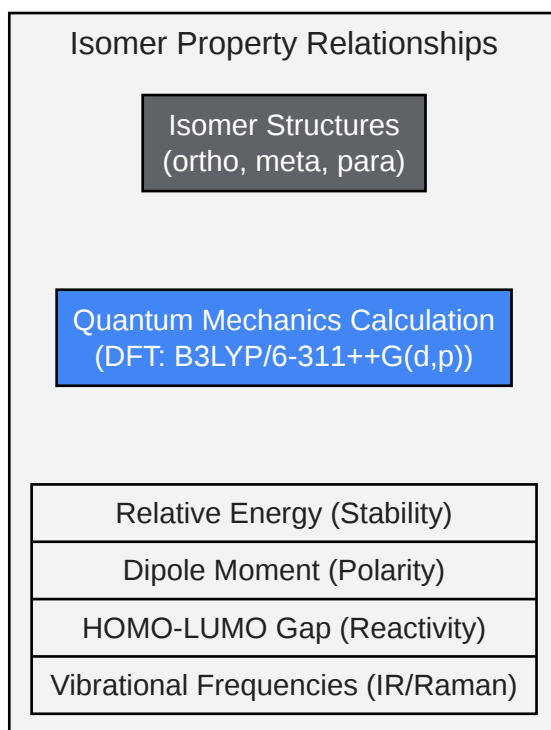 Isomer Property Relationships
Isomer Structures
(ortho, meta, para)
Quantum Mechanics Calculation
(DFT: B3LYP/6-311++G(d,p))
Relative Energy (Stability)
Dipole Moment (Polarity)
HOMO-LUMO Gap (Reactivity)
Vibrational Frequencies (IR/Raman)